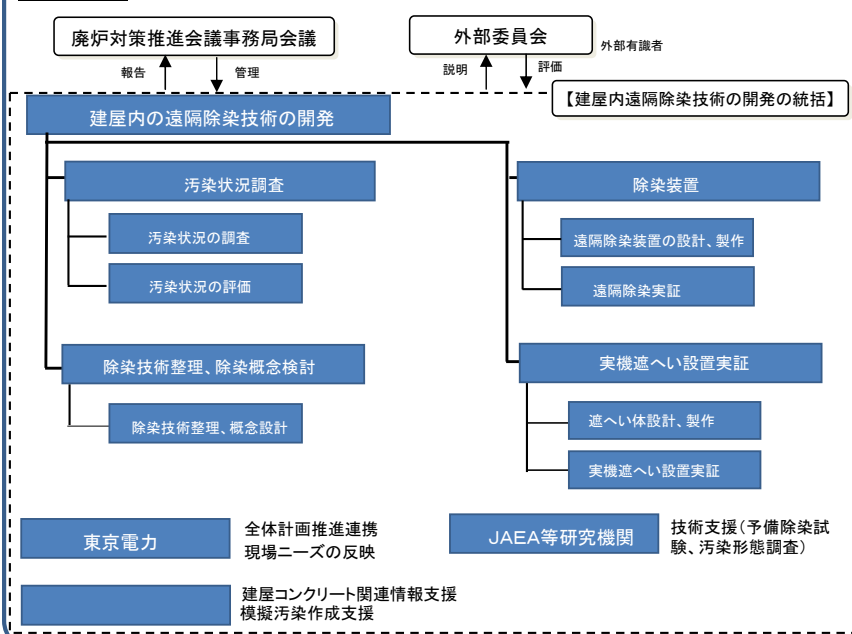 廃炉対策推進会議事務局会議
外部委員会
外部有識者
報告
管理
説明
評価
【建屋内遠隔除染技術の開発の統括】
建屋内の遠隔除染技術の開発
汚染状況調査
汚染状況の調査
汚染状況の評価
除染技術整理、除染概念検討
除染技術整理、概念設計
除染装置
遠隔除染装置の設計、製作
遠隔除染実証
実機遮へい設置実証
遮へい体設計、製作
実機遮へい設置実証
東京電力
全体計画推進連携
現場ニーズの反映
JAEA等研究機関
技術支援(予備除染試
験、汚染形態調査)
建屋コンクリート関連情報支援
模擬汚染作成支援